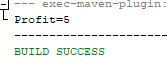 --- exec-maven-plugin:
Profit=5
------------------------
BUILD SUCCESS